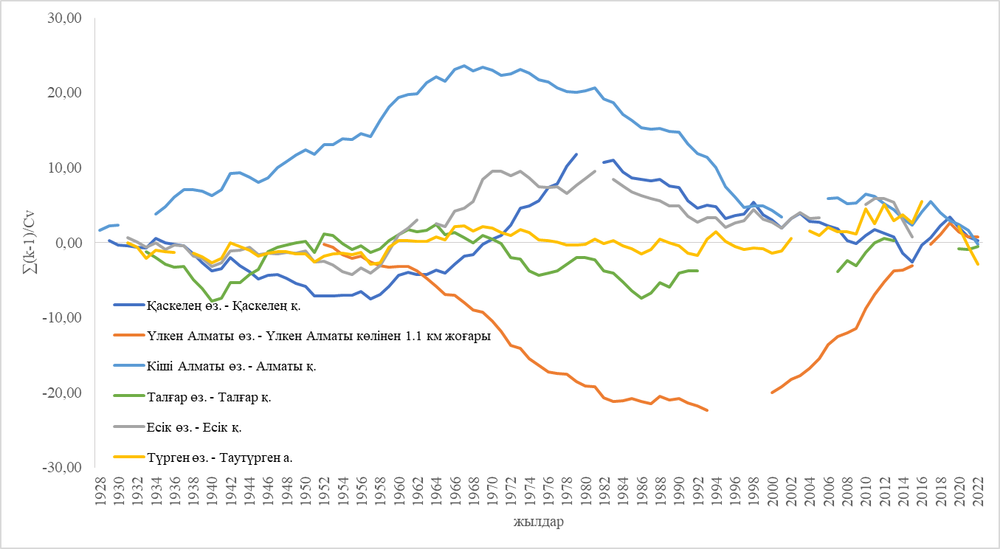 30,00
20,00
10,00
0,00
-10,00
-20,00
-30,00
∑(k-1)/Cv
Қаскелең өз. - Қаскелең қ.
Үлкен Алматы өз. - Үлкен Алматы көлінен 1.1 км жоғары
Кіші Алматы өз. - Алматы қ.
Талғар өз. - Талғар қ.
Есік өз. - Есік қ.
Түрген өз. - Таутүрген а.
1928 1930 1932 1934 1936 1938 1940 1942 1944 1946 1948 1950 1952 1954 1956 1958 1960 1962 1964 1966 1968 1970 1972 1974 1976 1978 1980 1982 1984 1986 1988 1990 1992 1994 1996 1998 2000 2002 2004 2006 2008 2010 2012 2014 2016 2018 2020 2022
жылдар